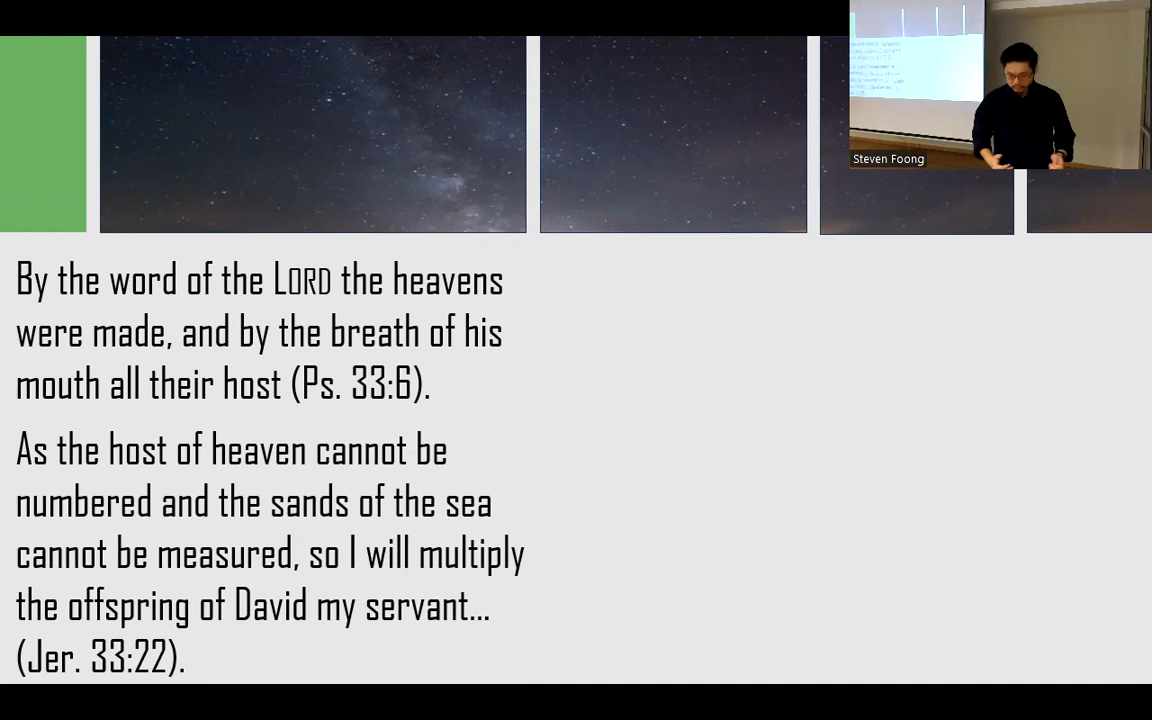 Steven Foong
By the word of the LORD the heavens
were made, and by the breath of his
mouth all their host (Ps. 33:6).
As the host of heaven cannot be
numbered and the sands of the sea
cannot be measured, so I will multiply
the offspring of David my servant...
(Jer. 33:22).